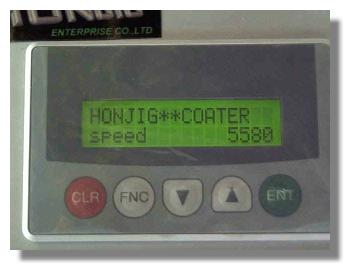 ENTERPRISE CO.,LTD
HONJIG**COATER
speed 5580
CLR FNC ENT